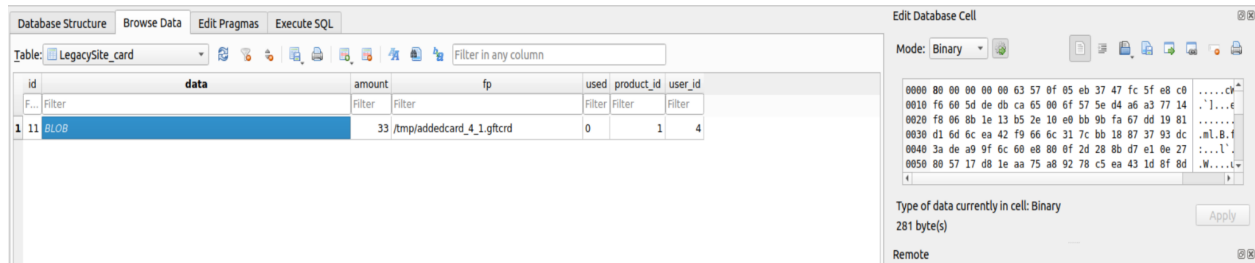 Database Structure Browse Data Edit Pragmas Execute SQL
Table: LegacySite_card Filter in any column
id data amount fp used product_id user_id
F... Filter Filter Filter Filter Filter Filter
1 11 BLOB 33 /tmp/addedcard_4_1.gftcrd 0 1 4
Edit Database Cell
Mode: Binary
0000 80 00 00 00 00 63 57 0f 05 eb 37 47 fc 5f e8 c0 .....cW
0010 f6 60 5d de db ca 65 00 6f 57 5e d4 a6 a3 77 14 .`]...e
0020 f8 06 8b 1e 13 b5 2e 10 e0 bb 9b fa 67 dd 19 81 .......
0030 d1 6d 6c ea 42 f9 66 6c 31 7c bb 18 87 37 93 dc .ml.B.f
0040 3a de a9 9f 6c 60 e8 80 0f 2d 28 8b d7 e1 0e 27 :...l`.
0050 80 57 17 d8 1e aa 75 a8 92 78 c5 ea 43 1d 8f 8d .W....u
Type of data currently in cell: Binary
281 byte(s)
Apply
Remote